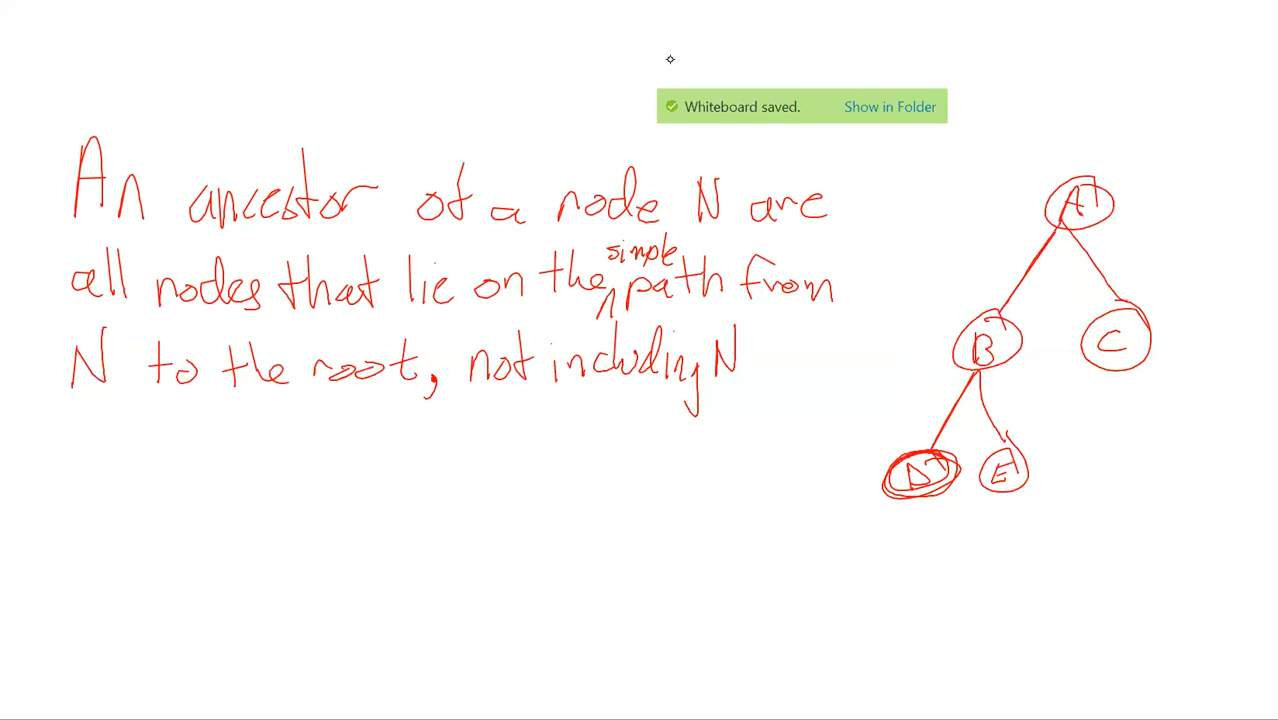 Whiteboard saved. Show in Folder
An ancestor of a node N are
all nodes that lie on the simple path from
N to the root, not including N
A
B C
D E